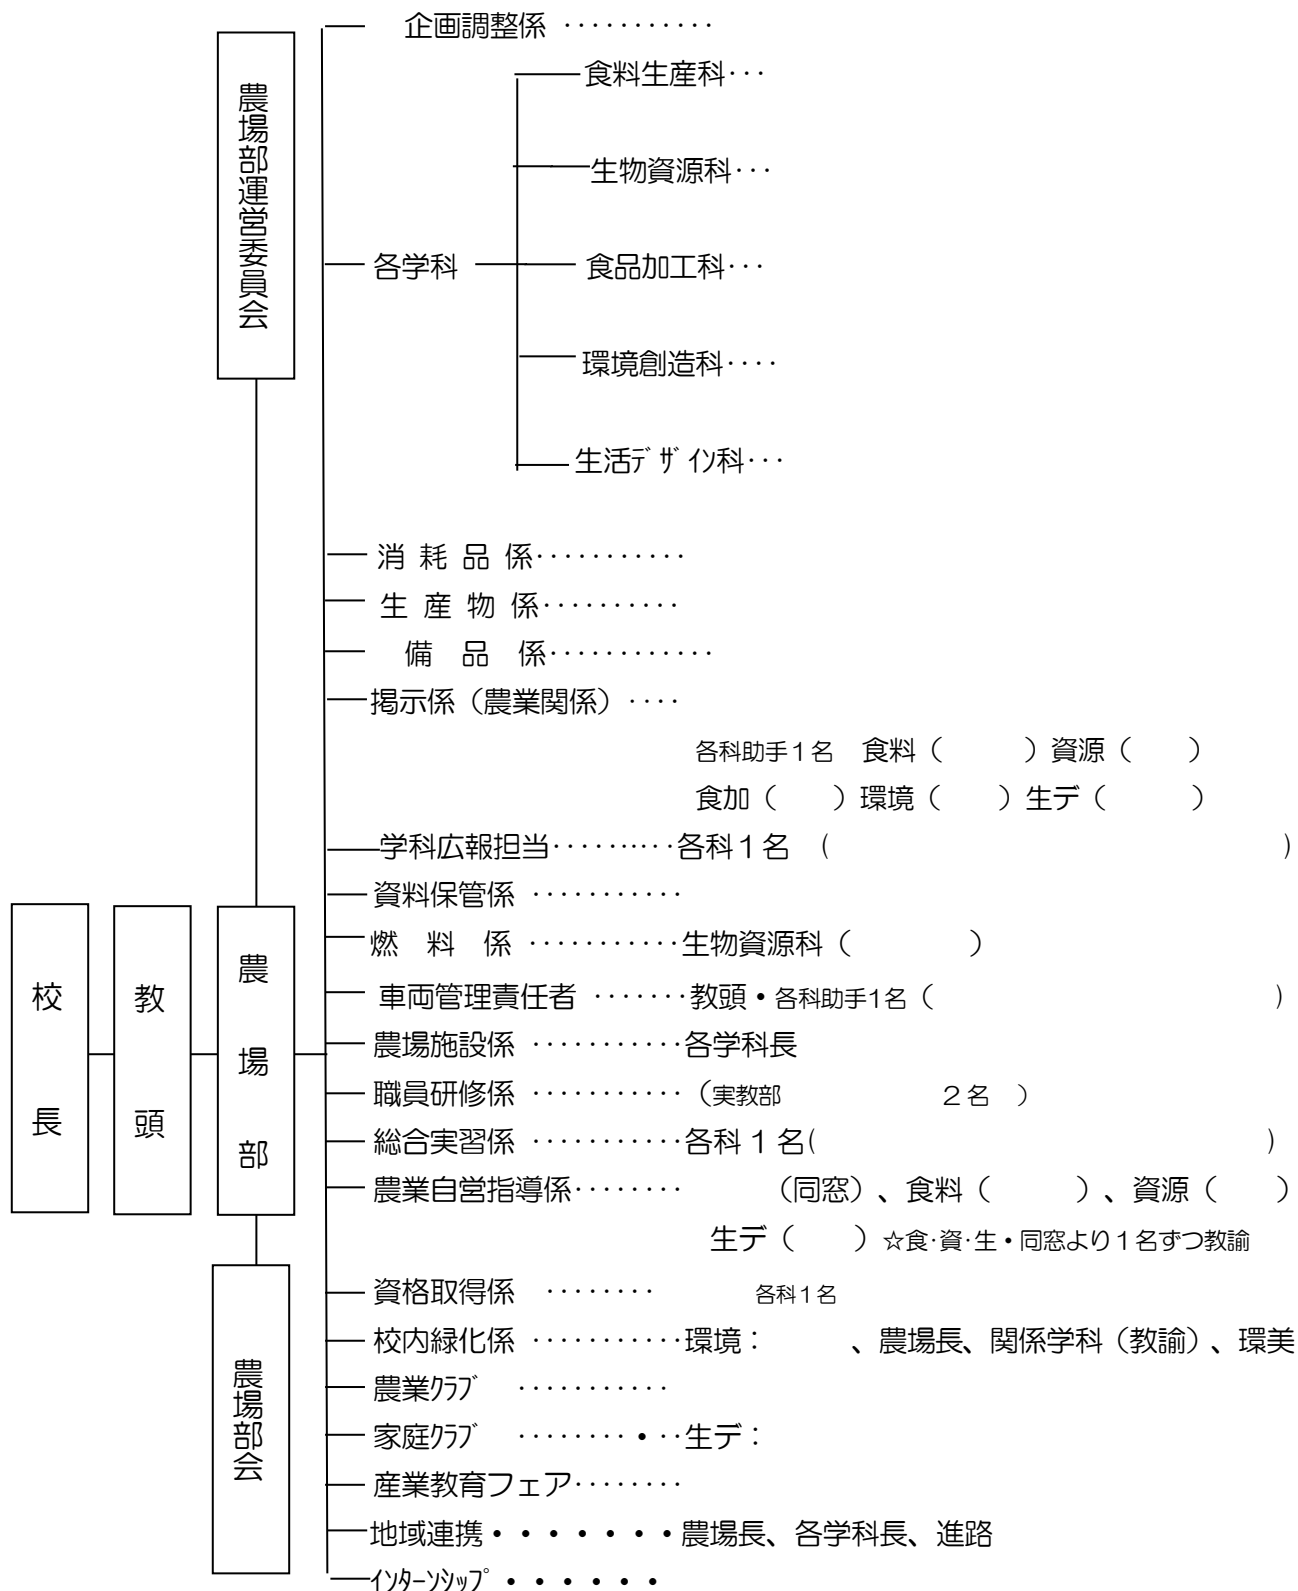 企画調整係 ···········
食料生産科···
生物資源科···
各学科
食品加工科···
環境創造科····
生活ﾃﾞｻﾞｲﾝ科···
農場部運営委員会
消 耗 品 係···········
生 産 物 係··········
備 品 係············
掲示係（農業関係）····
各科助手１名 食料（ ）資源（ ）
食加（ ）環境（ ）生デ（ ）
学科広報担当··········各科１名 （ ）
資料保管係 ···········
燃 料 係 ···········生物資源科（ ）
車両管理責任者 ·······教頭・各科助手1名（ ）
農場施設係 ···········各学科長
職員研修係 ···········（実教部 ２名 ）
総合実習係 ···········各科 1 名( )
農業自営指導係········ （同窓）、食料（ ）、資源（ ）
生デ（ ）☆食·資·生・同窓より１名ずつ教諭
校長
教頭
農場部
資格取得係 ········ 各科１名
校内緑化係 ···········環境： 、農場長、関係学科（教諭）、環美
農業ｸﾗﾌﾞ ···········
家庭ｸﾗﾌﾞ ········・··生デ：
産業教育フェア········
地域連携・・・・・・・農場長、各学科長、進路
ｲﾝﾀｰﾝｼｯﾌﾟ・・・・・・
農場部会